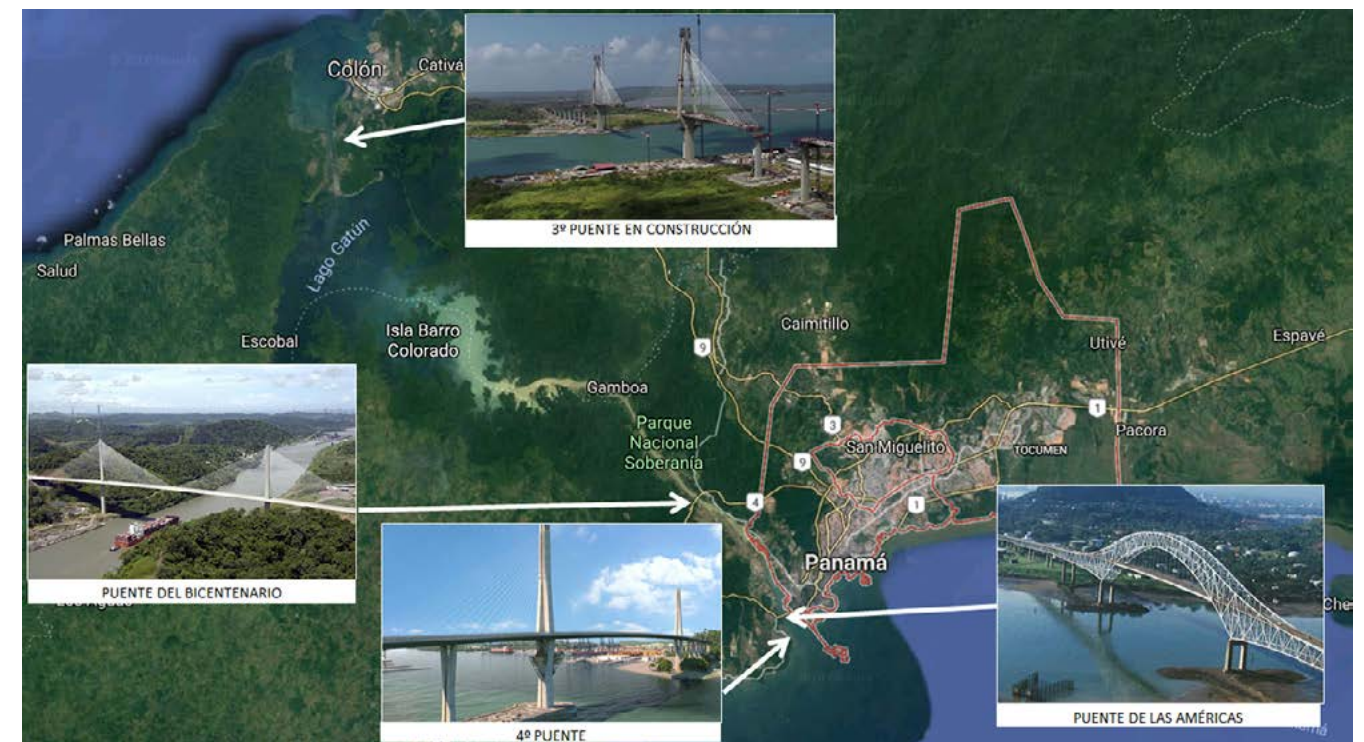 Colón
Cativá
3º PUENTE EN CONSTRUCCIÓN
Palmas Bellas
Salud
Lago Gatún
Escobal
Isla Barro
Colorado
Caimitillo
9
Utivé
Espavé
Gamboa
Parque
Nacional
Soberanía
3
San Miguelito
9
1
Pacora
TOCUMEN
4
1
Panamá
PUENTE DEL BICENTENARIO
4º PUENTE
PUENTE DE LAS AMÉRICAS
Che